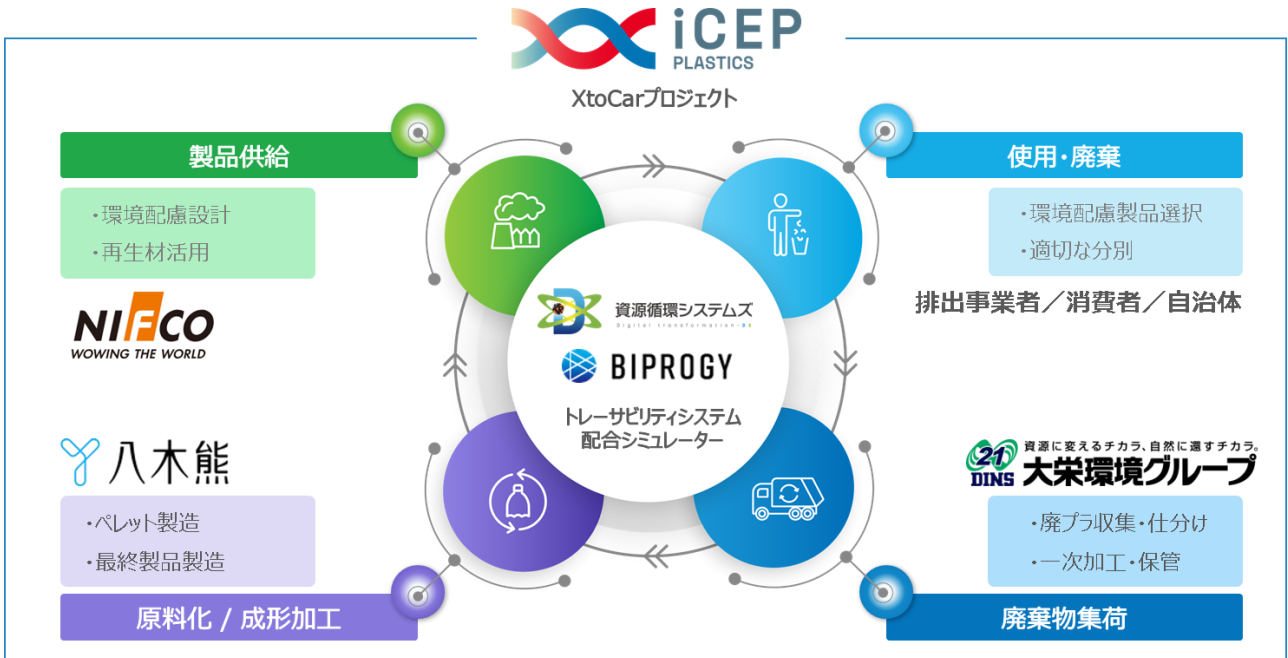 iCEP
PLASTICS
XtoCarプロジェクト
製品供給
・環境配慮設計
・再生材活用
NIFCO
WOWING THE WORLD
使用・廃棄
・環境配慮製品選択
・適切な分別
排出事業者／消費者／自治体
資源循環システムズ
Digital transformation-DX
BIPROGY
トレーサビリティシステム
配合シミュレーター
八木熊
・ペレット製造
・最終製品製造
原料化 / 成形加工
21
DINS
資源に変えるチカラ、自然に還すチカラ。
大栄環境グループ
・廃プラ収集・仕分け
・一次加工・保管
廃棄物集荷